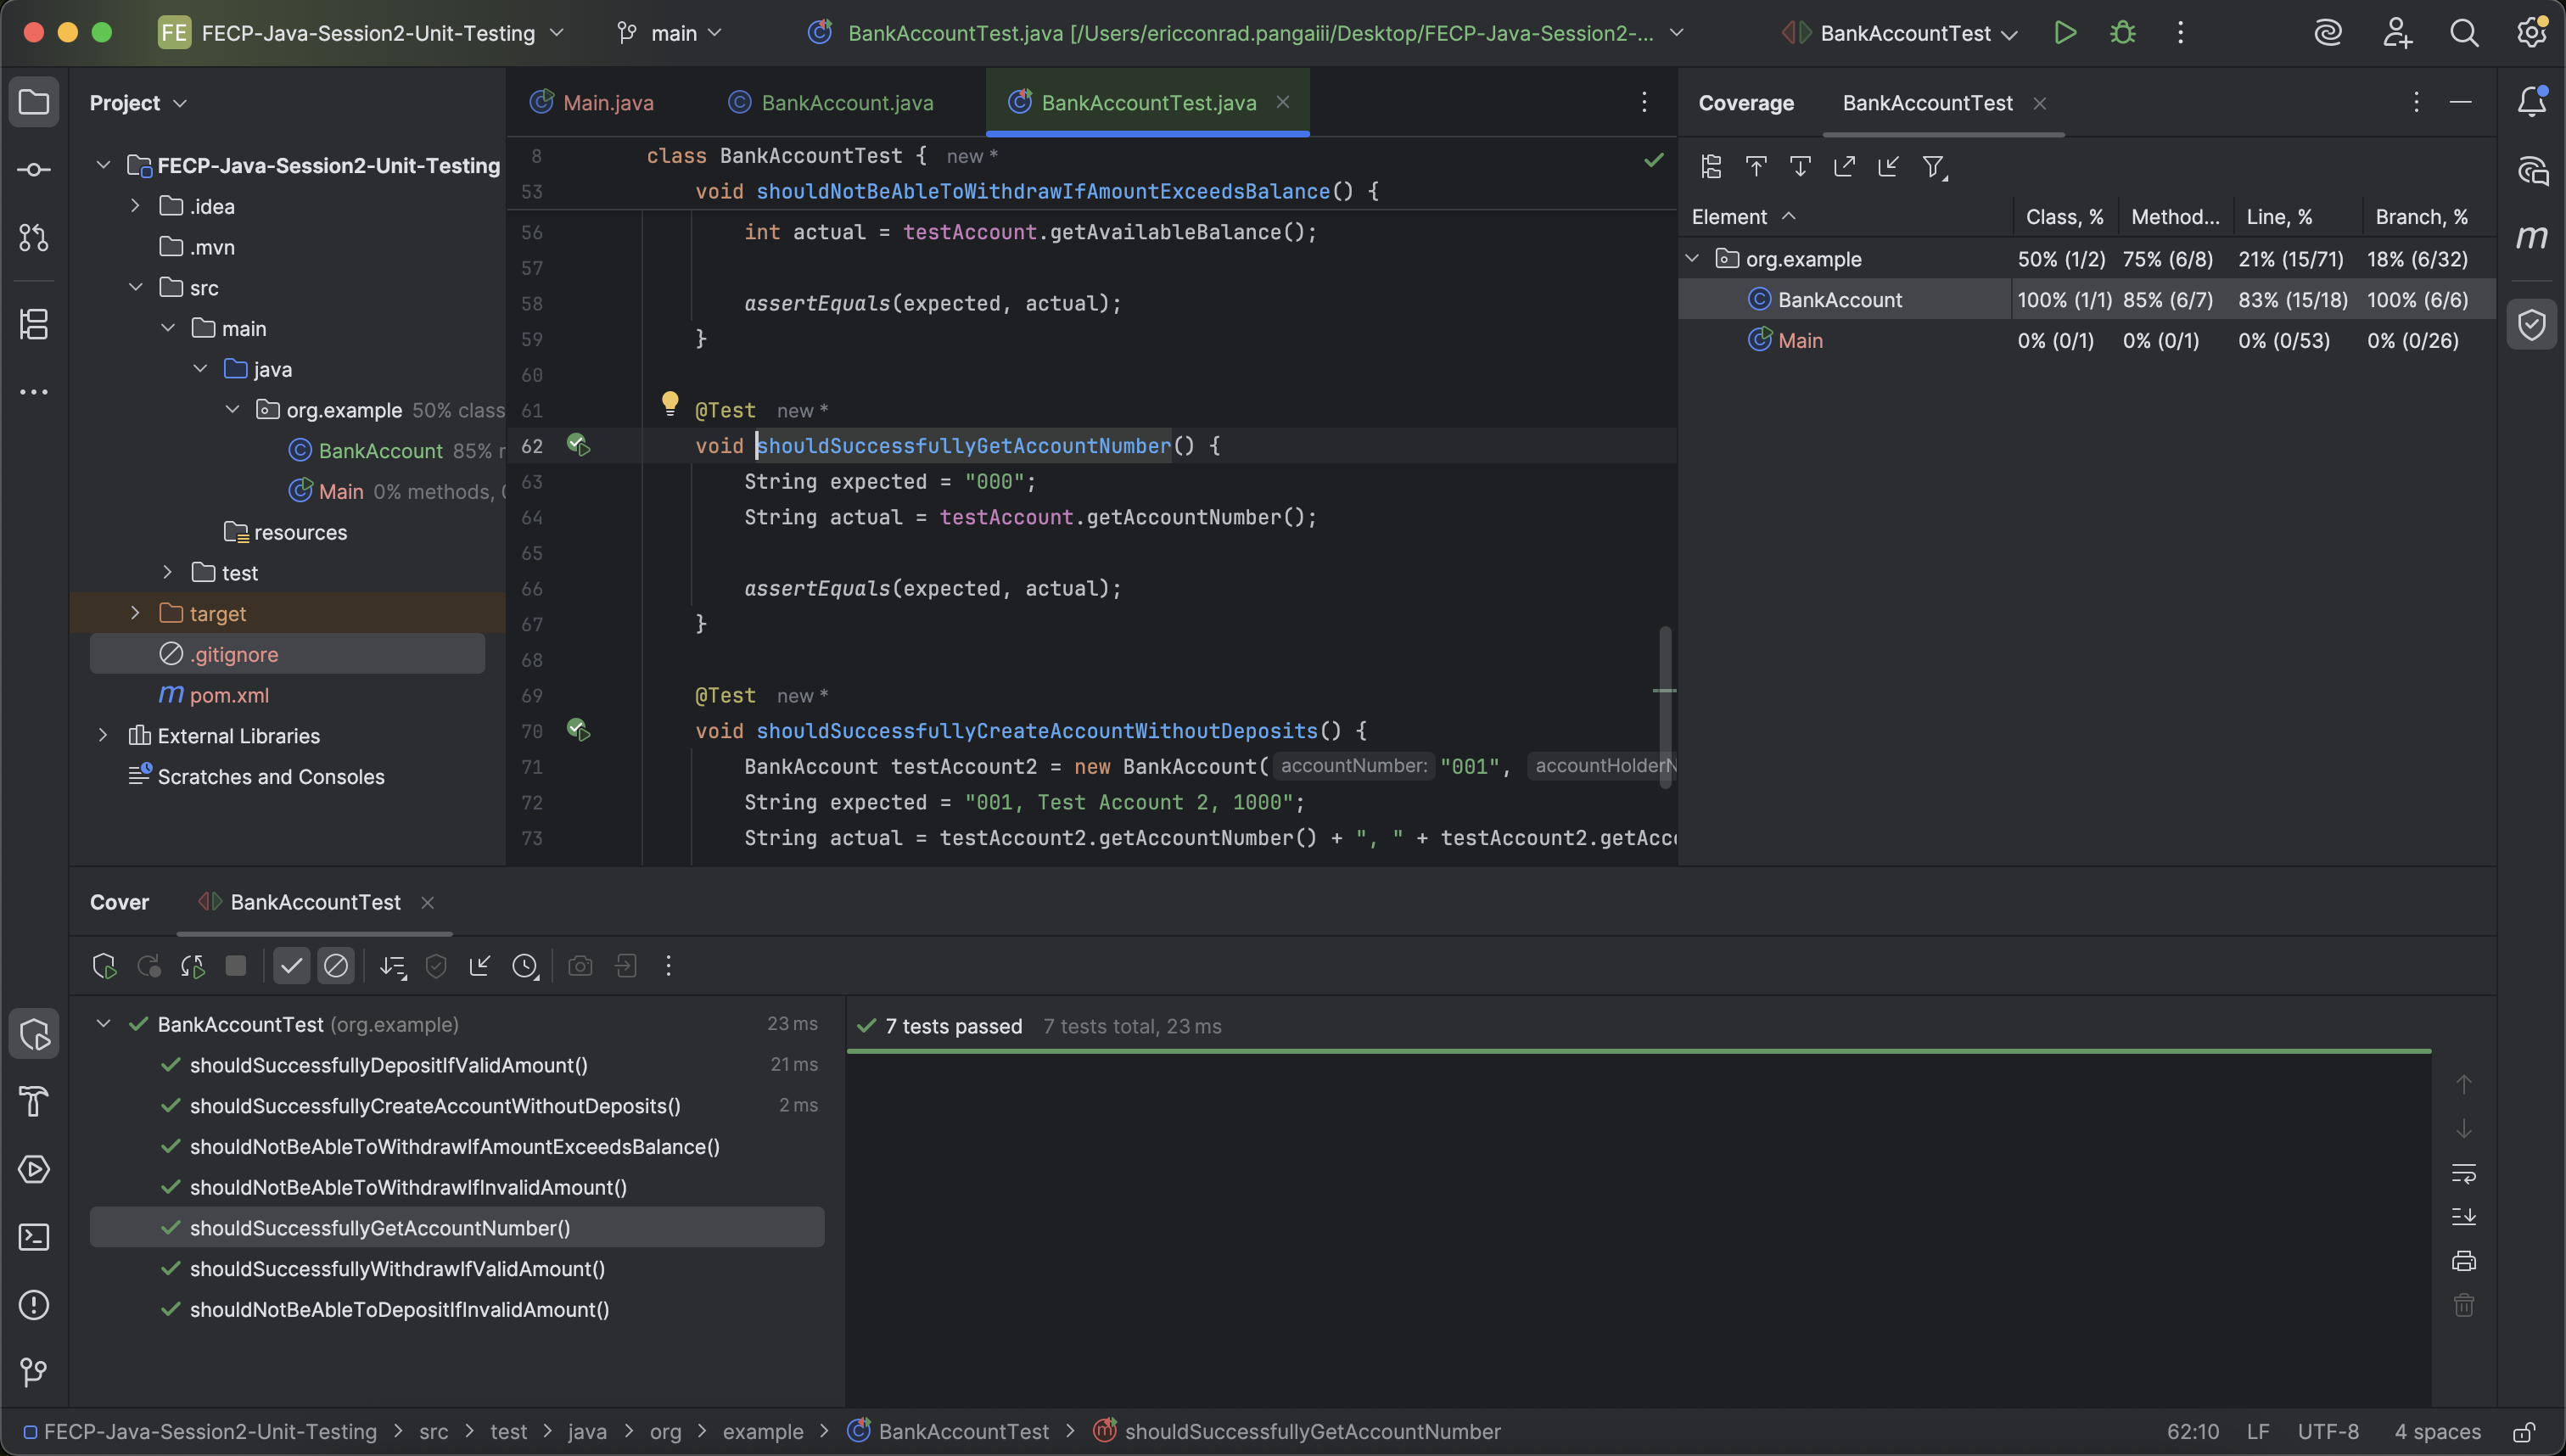 FE FECP-Java-Session2-Unit-Testing main BankAccountTest.java [/Users/ericconrad.pangaiii/Desktop/FECP-Java-Session2-... BankAccountTest
Project
FECP-Java-Session2-Unit-Testing
.idea
.mvn
src
main
java
org.example 50% class
BankAccount 85% r
Main 0% methods, 0
resources
test
target
.gitignore
m pom.xml
External Libraries
Scratches and Consoles
Main.java BankAccount.java BankAccountTest.java
8 class BankAccountTest { new *
53 void shouldNotBeAbleToWithdrawIfAmountExceedsBalance() {
56 int actual = testAccount.getAvailableBalance();
57
58 assertEquals(expected, actual);
59 }
60
61 @Test new *
62 void shouldSuccessfullyGetAccountNumber() {
63 String expected = "000";
64 String actual = testAccount.getAccountNumber();
65
66 assertEquals(expected, actual);
67 }
68
69 @Test new *
70 void shouldSuccessfullyCreateAccountWithoutDeposits() {
71 BankAccount testAccount2 = new BankAccount( accountNumber: "001", accountHolderN
72 String expected = "001, Test Account 2, 1000";
73 String actual = testAccount2.getAccountNumber() + ", " + testAccount2.getAcc
Coverage BankAccountTest
Element Class, % Method... Line, % Branch, %
org.example 50% (1/2) 75% (6/8) 21% (15/71) 18% (6/32)
BankAccount 100% (1/1) 85% (6/7) 83% (15/18) 100% (6/6)
Main 0% (0/1) 0% (0/1) 0% (0/53) 0% (0/26)
m
Cover BankAccountTest
BankAccountTest (org.example) 23 ms
shouldSuccessfullyDepositIfValidAmount() 21 ms
shouldSuccessfullyCreateAccountWithoutDeposits() 2 ms
shouldNotBeAbleToWithdrawIfAmountExceedsBalance()
shouldNotBeAbleToWithdrawIfInvalidAmount()
shouldSuccessfullyGetAccountNumber()
shouldSuccessfullyWithdrawIfValidAmount()
shouldNotBeAbleToDepositIfInvalidAmount()
7 tests passed 7 tests total, 23 ms
FECP-Java-Session2-Unit-Testing > src > test > java > org > example > BankAccountTest > shouldSuccessfullyGetAccountNumber 62:10 LF UTF-8 4 spaces